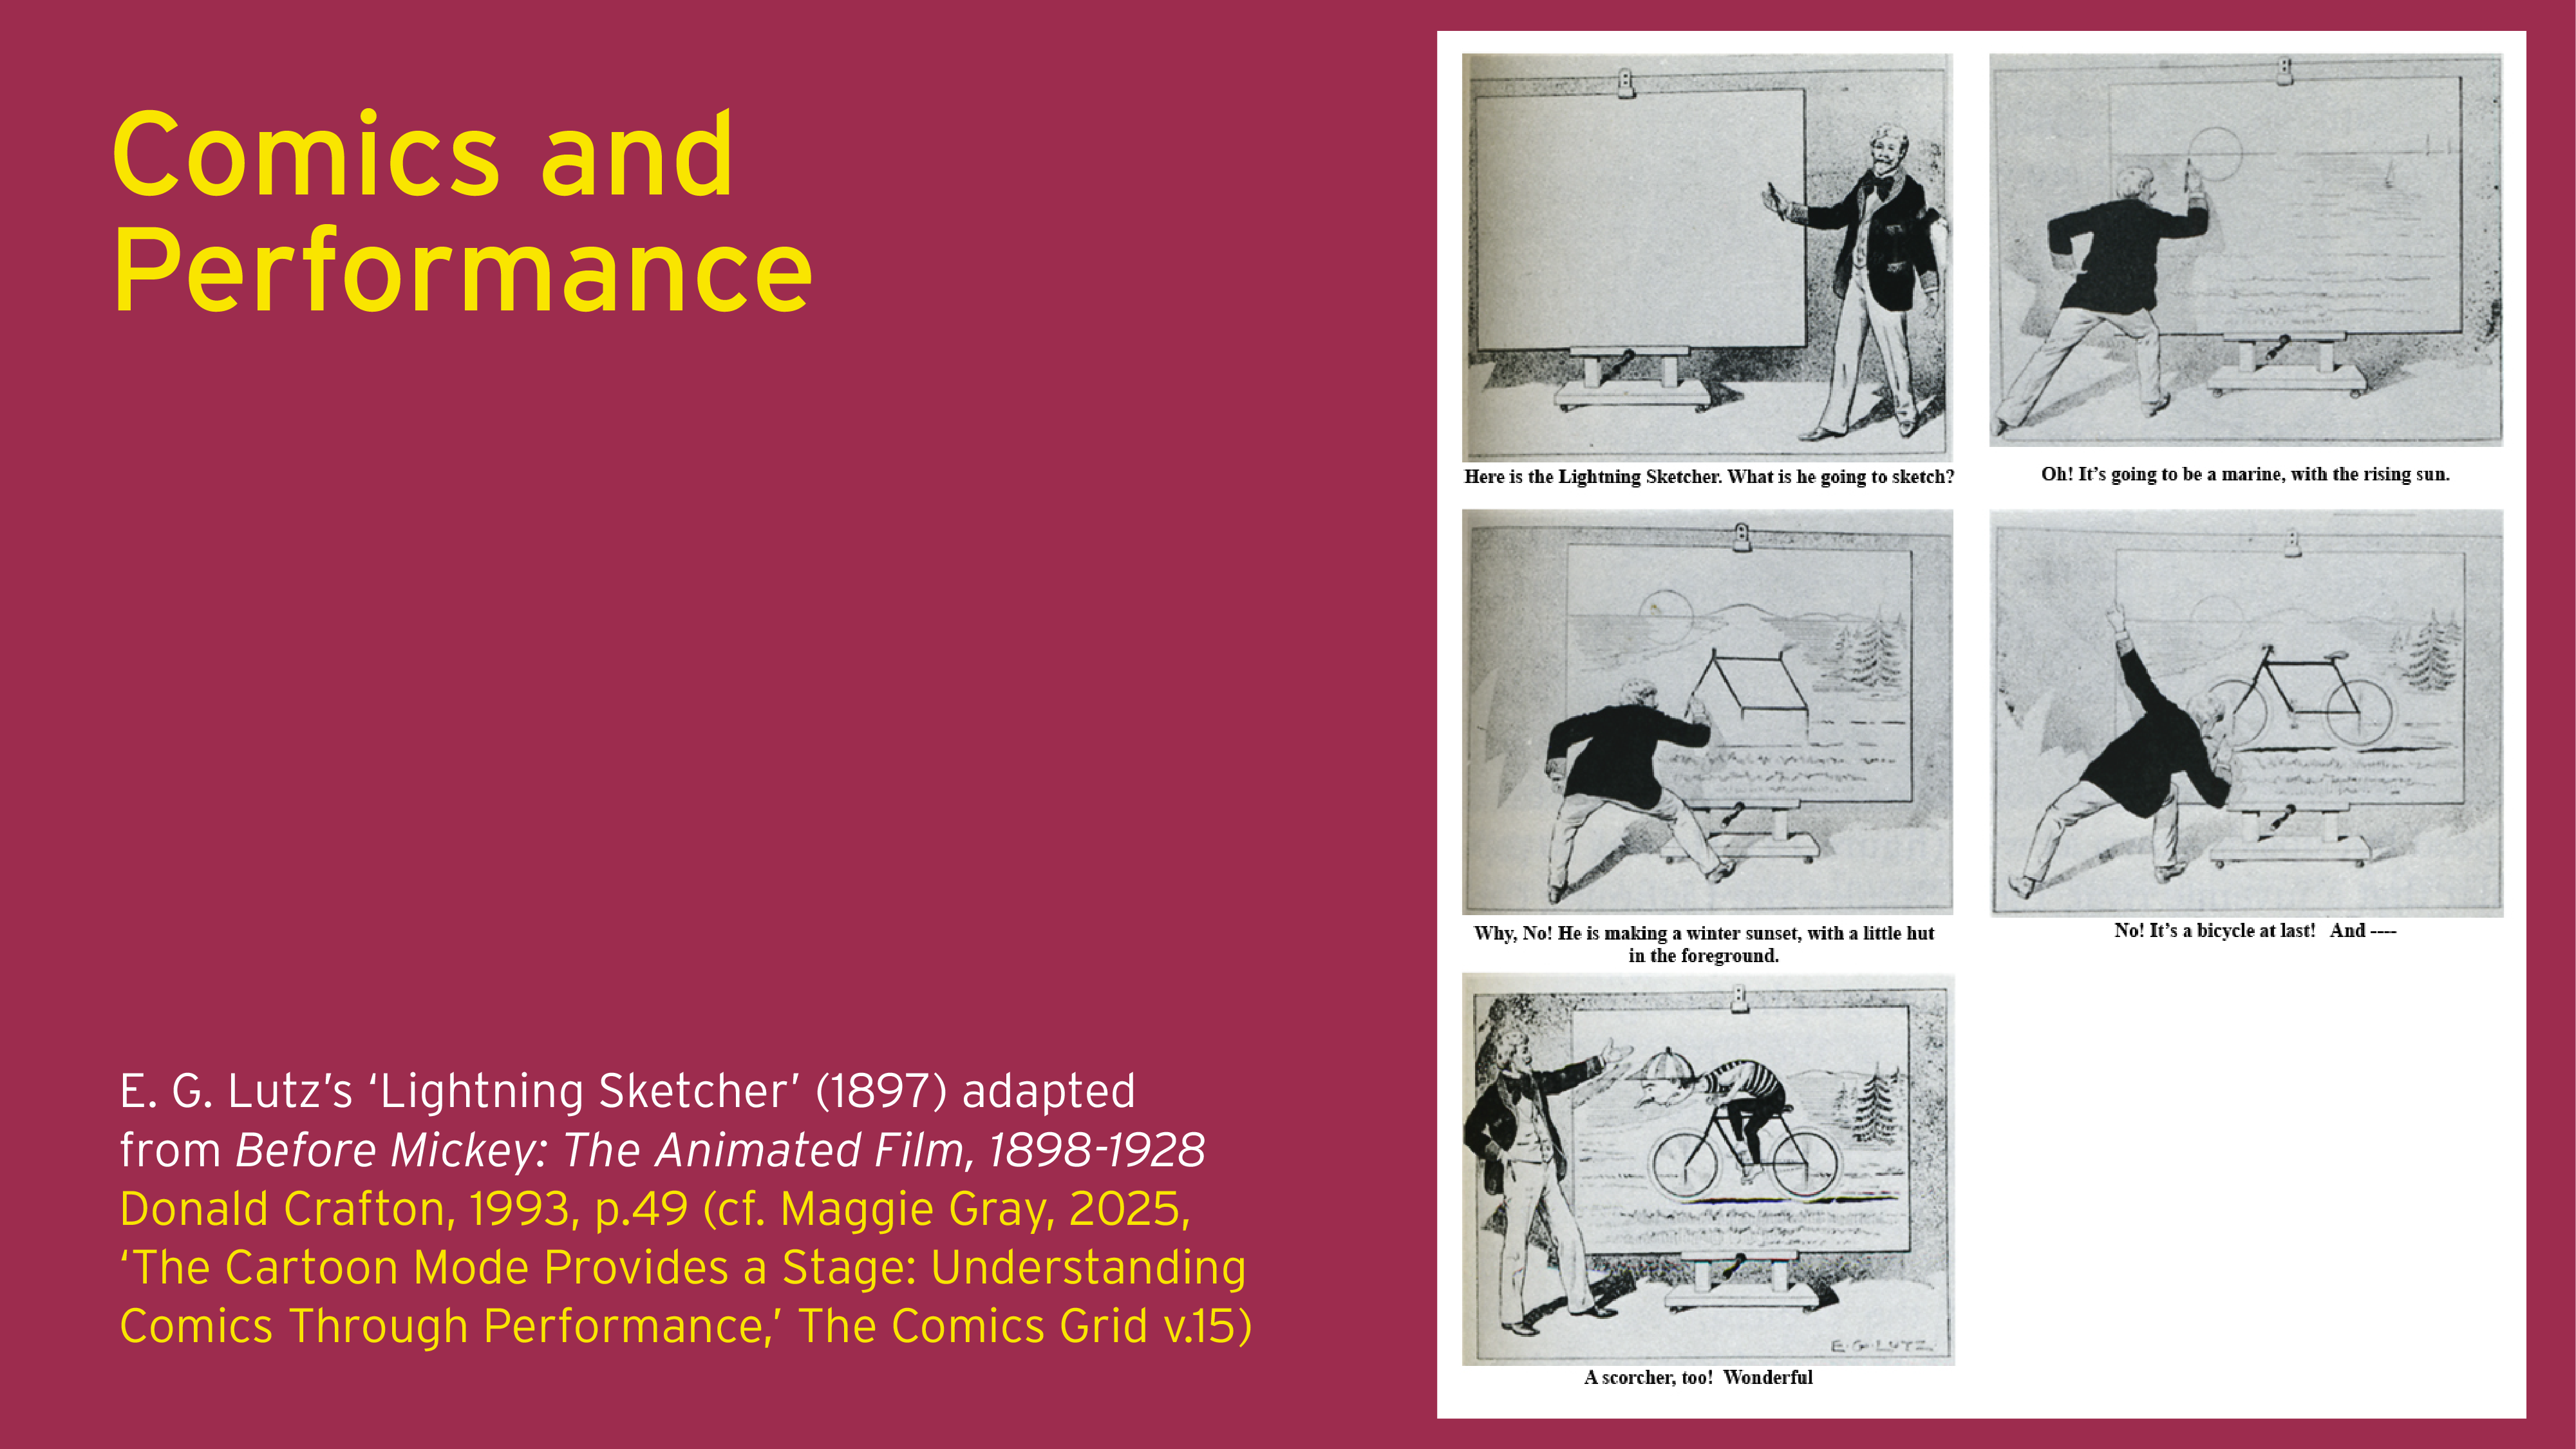 Comics and
Performance
Here is the Lightning Sketcher. What is he going to sketch?
Oh! It’s going to be a marine, with the rising sun.
Why, No! He is making a winter sunset, with a little hut
in the foreground.
No! It’s a bicycle at last!   And ----
E. G. LUTZ
A scorcher, too!  Wonderful
E. G. Lutz’s ‘Lightning Sketcher’ (1897) adapted
from Before Mickey: The Animated Film, 1898-1928
Donald Crafton, 1993, p.49 (cf. Maggie Gray, 2025,
‘The Cartoon Mode Provides a Stage: Understanding
Comics Through Performance,’ The Comics Grid v.15)